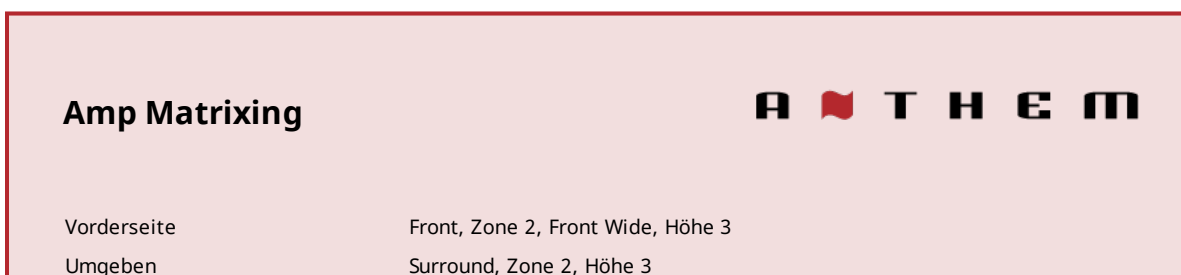 Amp Matrixing
ANTHEM
Vorderseite Front, Zone 2, Front Wide, Höhe 3
Umgeben Surround, Zone 2, Höhe 3